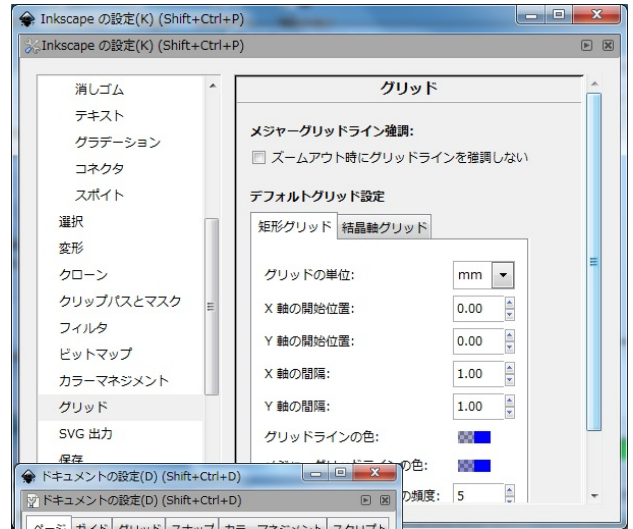 Inkscape の設定(K) (Shift+Ctrl+P)
Inkscape の設定(K) (Shift+Ctrl+P)
消しゴム
テキスト
グラデーション
コネクタ
スポイト
選択
変形
クローン
クリップパスとマスク
フィルタ
ビットマップ
カラーマネジメント
グリッド
SVG 出力
保存
グリッド
メジャーグリッドライン強調:
ズームアウト時にグリッドラインを強調しない
デフォルトグリッド設定
矩形グリッド 結晶軸グリッド
グリッドの単位: mm
X 軸の開始位置: 0.00
Y 軸の開始位置: 0.00
X 軸の間隔: 1.00
Y 軸の間隔: 1.00
グリッドラインの色:
の色:
の頻度: 5
ドキュメントの設定(D) (Shift+Ctrl+D)
ドキュメントの設定(D) (Shift+Ctrl+D)
ページ ガイド グリッド スナップ カラーマネジメント スクリプト